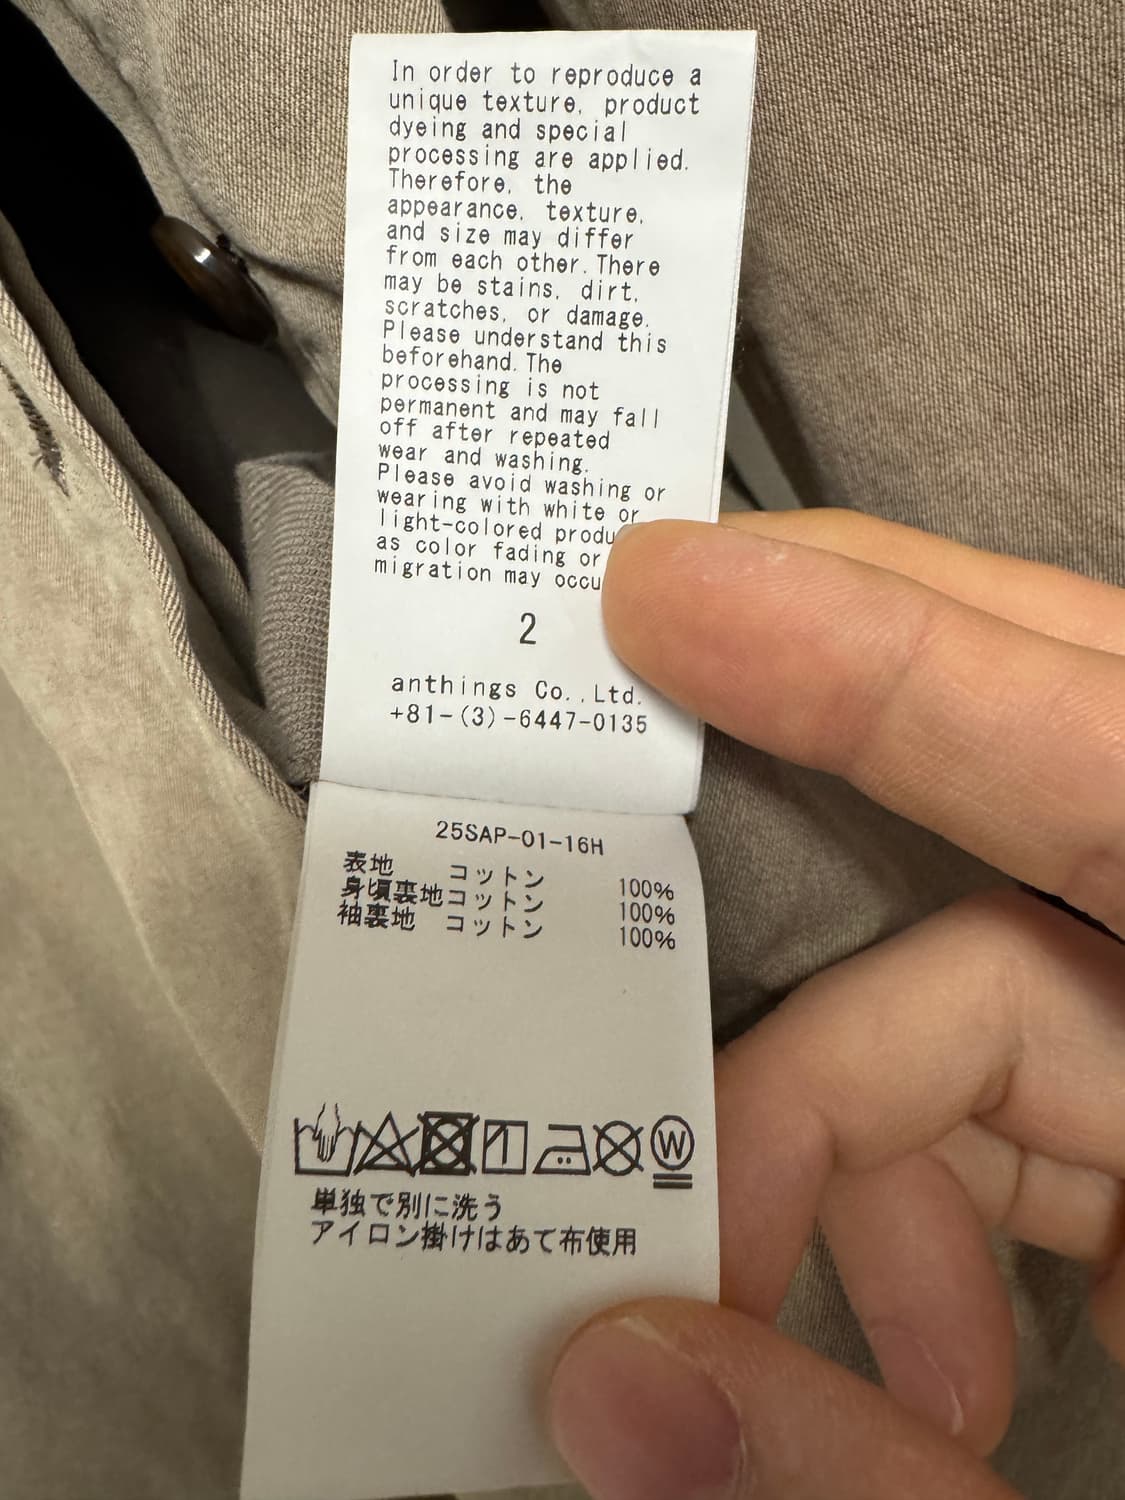 In order to reproduce a
unique texture, product
dyeing and special
processing are applied.
Therefore, the
appearance, texture,
and size may differ
from each other. There
may be stains, dirt,
scratches, or damage.
Please understand this
beforehand. The
processing is not
permanent and may fall
off after repeated
wear and washing.
Please avoid washing or
wearing with white or
light-colored
as color fading or
migration may
2
anthings Co.,Ltd.
+81-(3)-6447-0135
25SAP-01-16H
表地 コットン 100%
身頃裏地コットン 100%
袖裏地 コットン 100%
W
単独で別に洗う
アイロン掛けはあて布使用